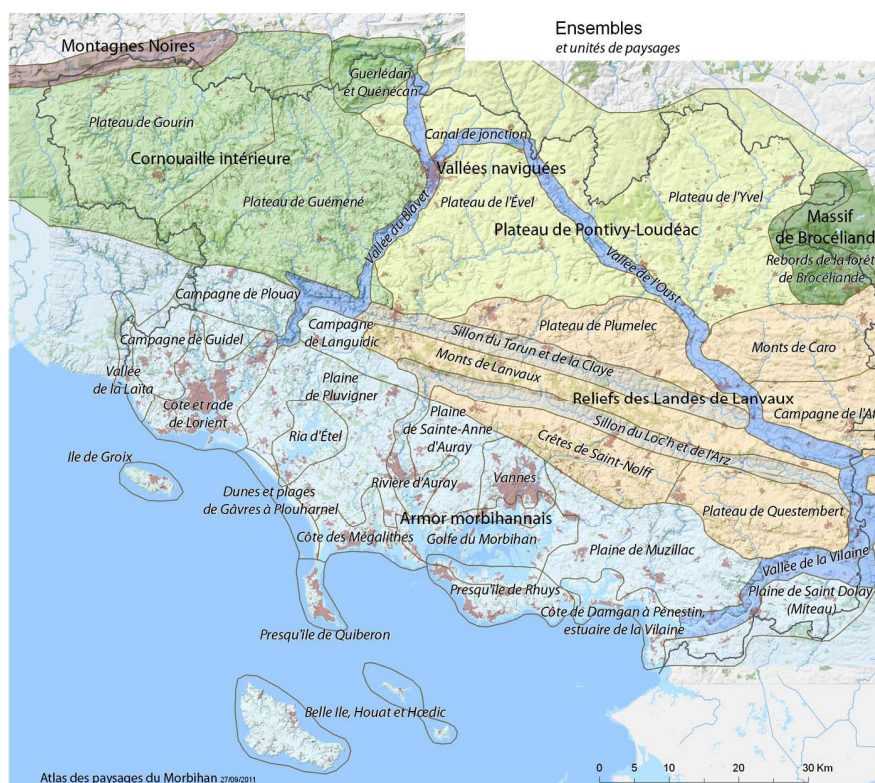 Ensembles
et unités de paysages
Montagnes Noires
Guerlédan
et Quénécan
Plateau de Gourin
Canal de jonction
Cornouaille intérieure
Vallées naviguées
Plateau de Guéméné
Plateau de l'Ével
Plateau de l'Yvel
Massif
de Brocéliand
Plateau de Pontivy-Loudéac
Vallée du Blavet
Rebords de la forêt
de Brocéliande
Vallée de l'Oust
Campagne de Plouay
Campagne
de Languidic
Campagne de Guidel
Sillon du Tarun et de la Claye
Plateau de Plumelec
Monts de Caro
Vallée
de la Laïta
Monts de Lanvaux
Plaine
de Pluvigner
Reliefs des Landes de Lanvaux
Côte et rade
de Lorient
Plaine
de Sainte-Anne
d'Auray
Campagne de l'Af
Ria d'Étel
Sillon du Loc'h et de l'Arz
Crêtes de Saint-Nolff
Ile de Groix
Rivière d'Auray
Vannes
Dunes et plages
de Gâvres à Plouharnel
Plateau de Questembert
Armor morbihannais
Côte des Mégalithes
Golfe du Morbihan
Plaine de Muzillac
Vallée de la Vilaine
Presqu'île de Rhuys
Plaine de Saint Dolay
(Miteau)
Côte de Damgan à Pénestin,
estuaire de la Vilaine
Presqu'île de Quiberon
Belle Ile, Houat et Hœdic
Atlas des paysages du Morbihan 27/09/2011
0 5 10 20 30 Km